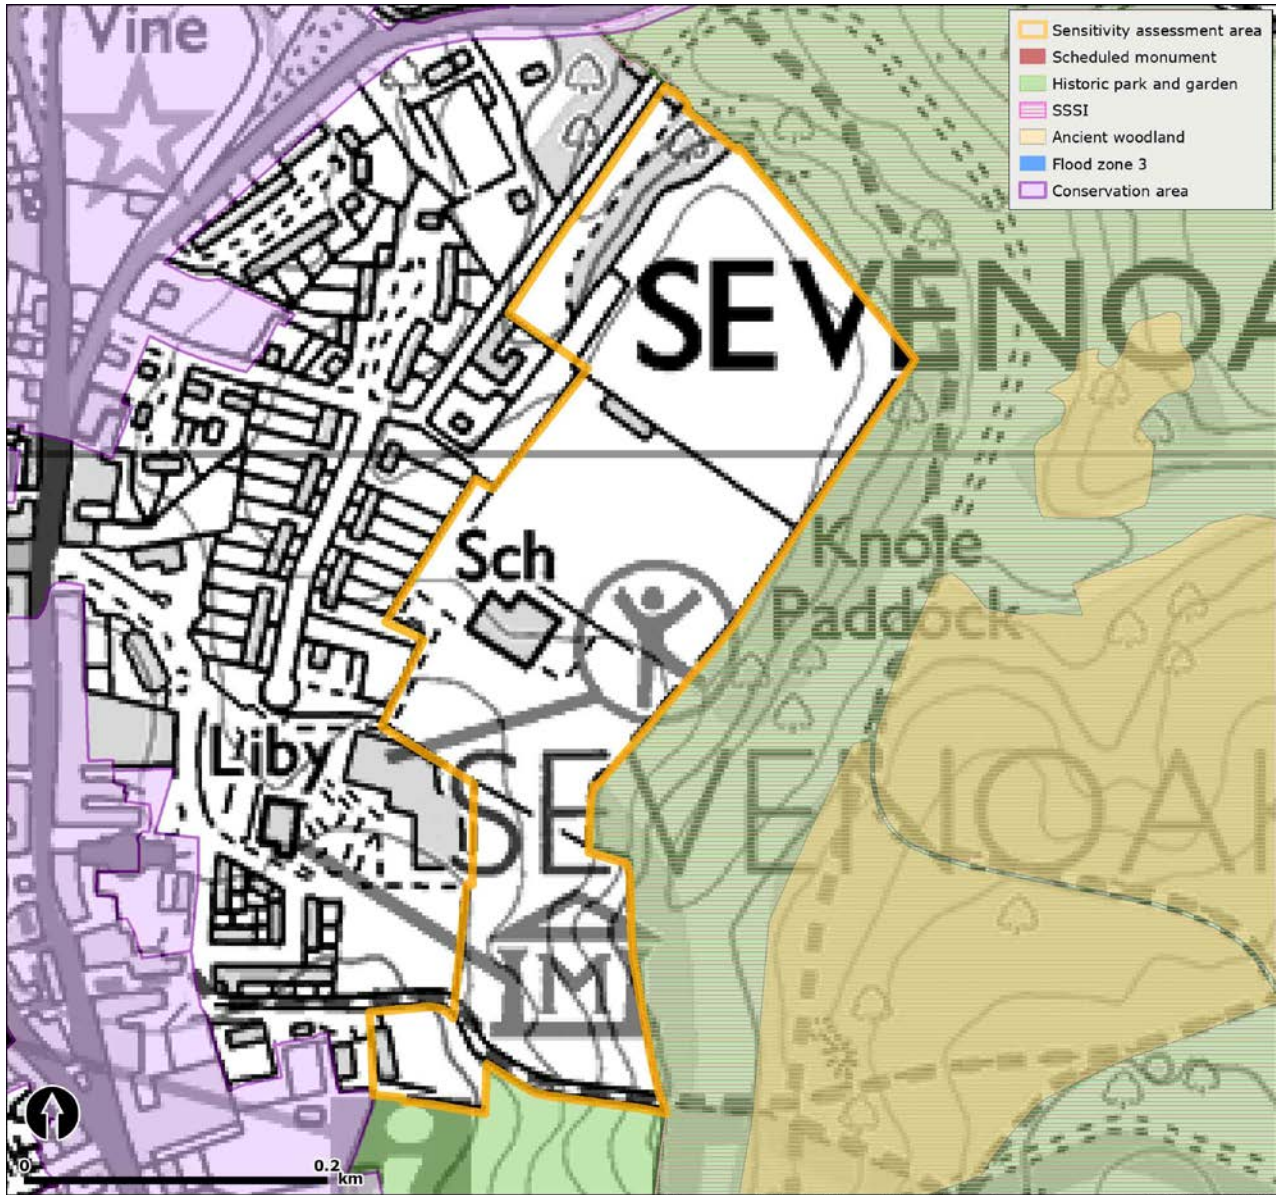 Vine
Sensitivity assessment area
Scheduled monument
Historic park and garden
SSSI
Ancient woodland
Flood zone 3
Conservation area
P
SEVENOA
Sch
Knole
Paddock
Liby
SEVENOAK
M
i
0 0.2
km